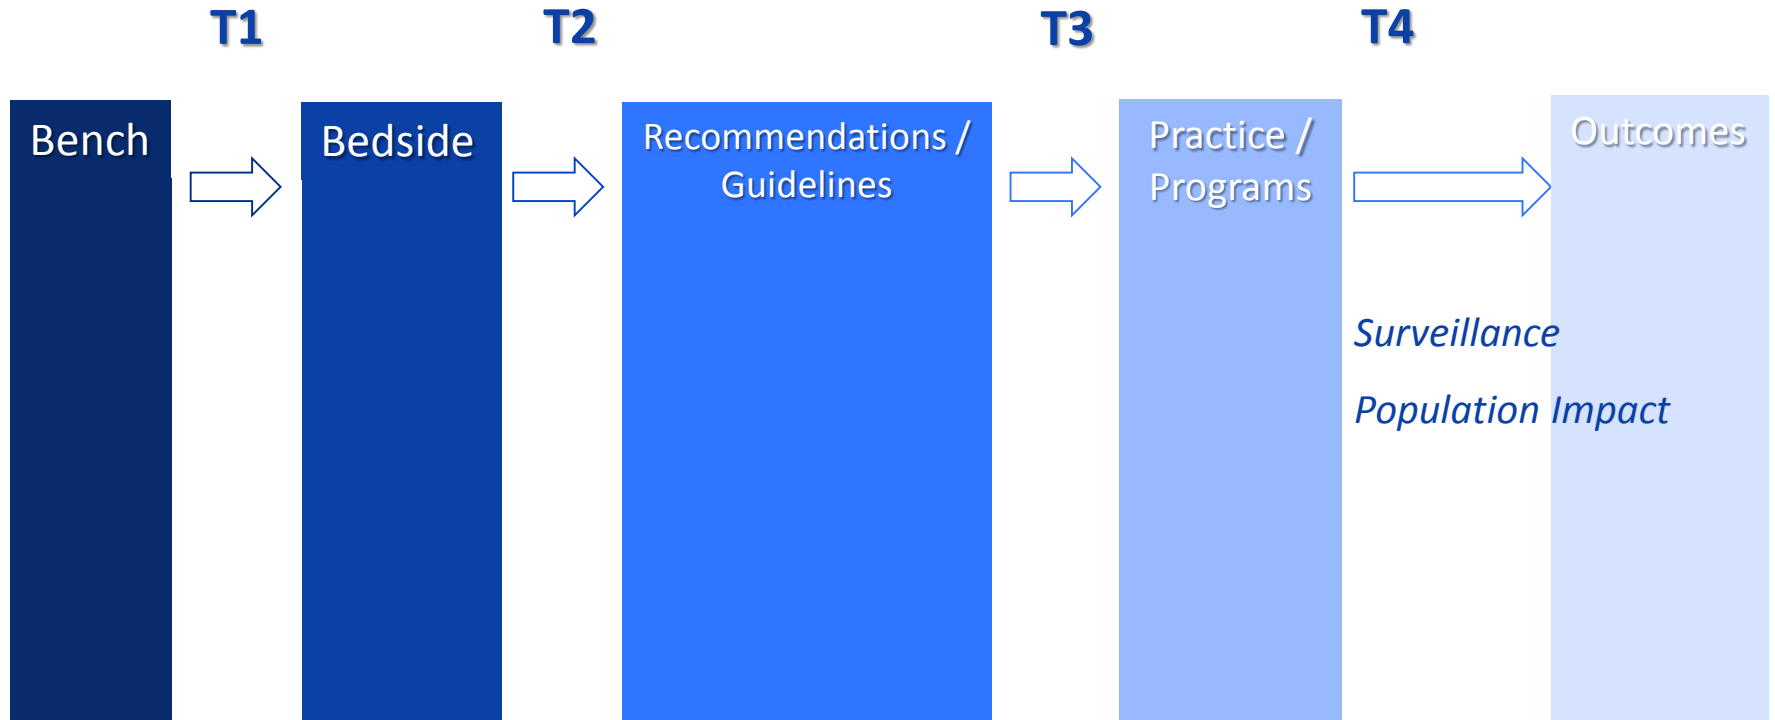 T1
T2
T3
T4
Bench
Bedside
Recommendations /
Guidelines
Practice /
Programs
Outcomes
Surveillance
Population Impact